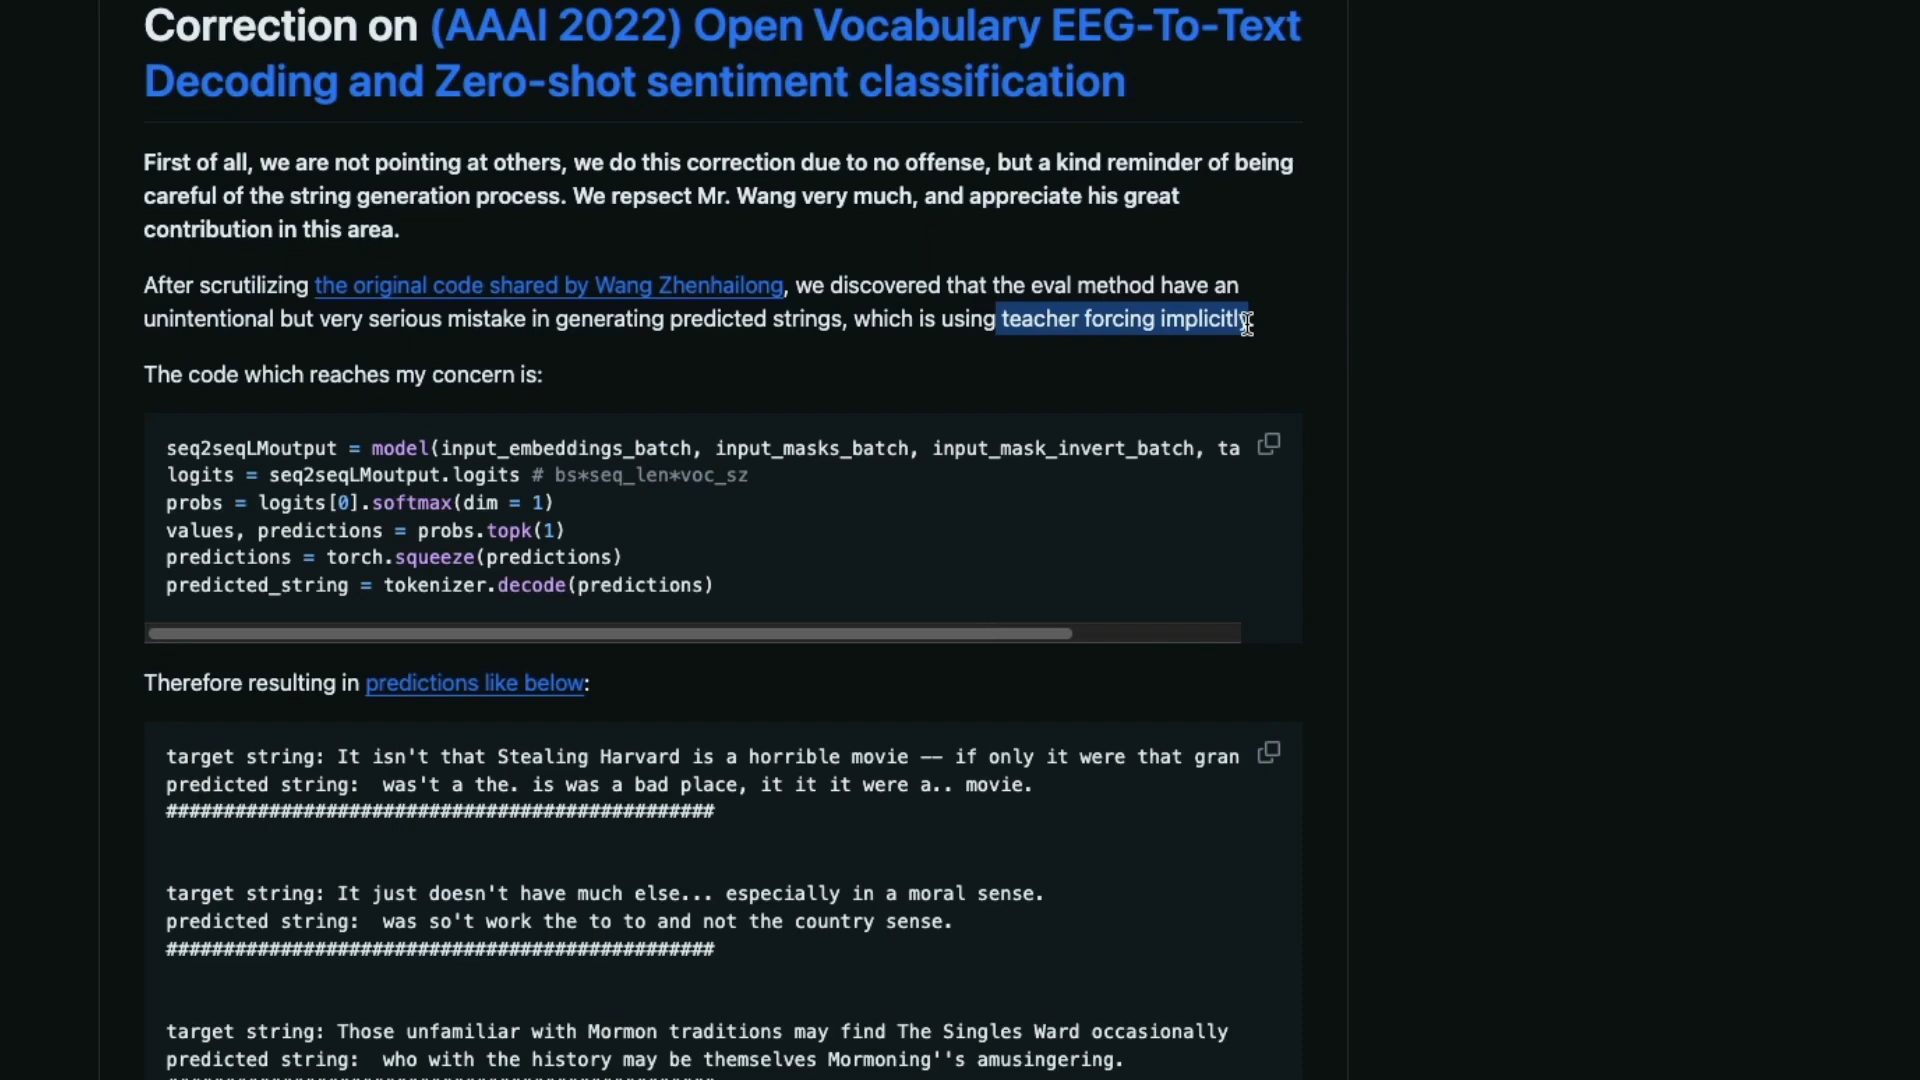 Correction on (AAAI 2022) Open Vocabulary EEG-To-Text
Decoding and Zero-shot sentiment classification
First of all, we are not pointing at others, we do this correction due to no offense, but a kind reminder of being
careful of the string generation process. We repsect Mr. Wang very much, and appreciate his great
contribution in this area.
After scrutilizing the original code shared by Wang Zhenhailong, we discovered that the eval method have an
unintentional but very serious mistake in generating predicted strings, which is using teacher forcing implicitly
The code which reaches my concern is:
seq2seqLMoutput = model(input_embeddings_batch, input_masks_batch, input_mask_invert_batch, ta
logits = seq2seqLMoutput.logits # bs*seq_len*voc_sz
probs = logits[0].softmax(dim = 1)
values, predictions = probs.topk(1)
predictions = torch.squeeze(predictions)
predicted_string = tokenizer.decode(predictions)
Therefore resulting in predictions like below:
target string: It isn't that Stealing Harvard is a horrible movie -- if only it were that gran
predicted string:  was't a the. is was a bad place, it it it were a.. movie.
################################################
target string: It just doesn't have much else... especially in a moral sense.
predicted string:  was so't work the to to and not the country sense.
################################################
target string: Those unfamiliar with Mormon traditions may find The Singles Ward occasionally
predicted string:  who with the history may be themselves Mormoning''s amusingering.